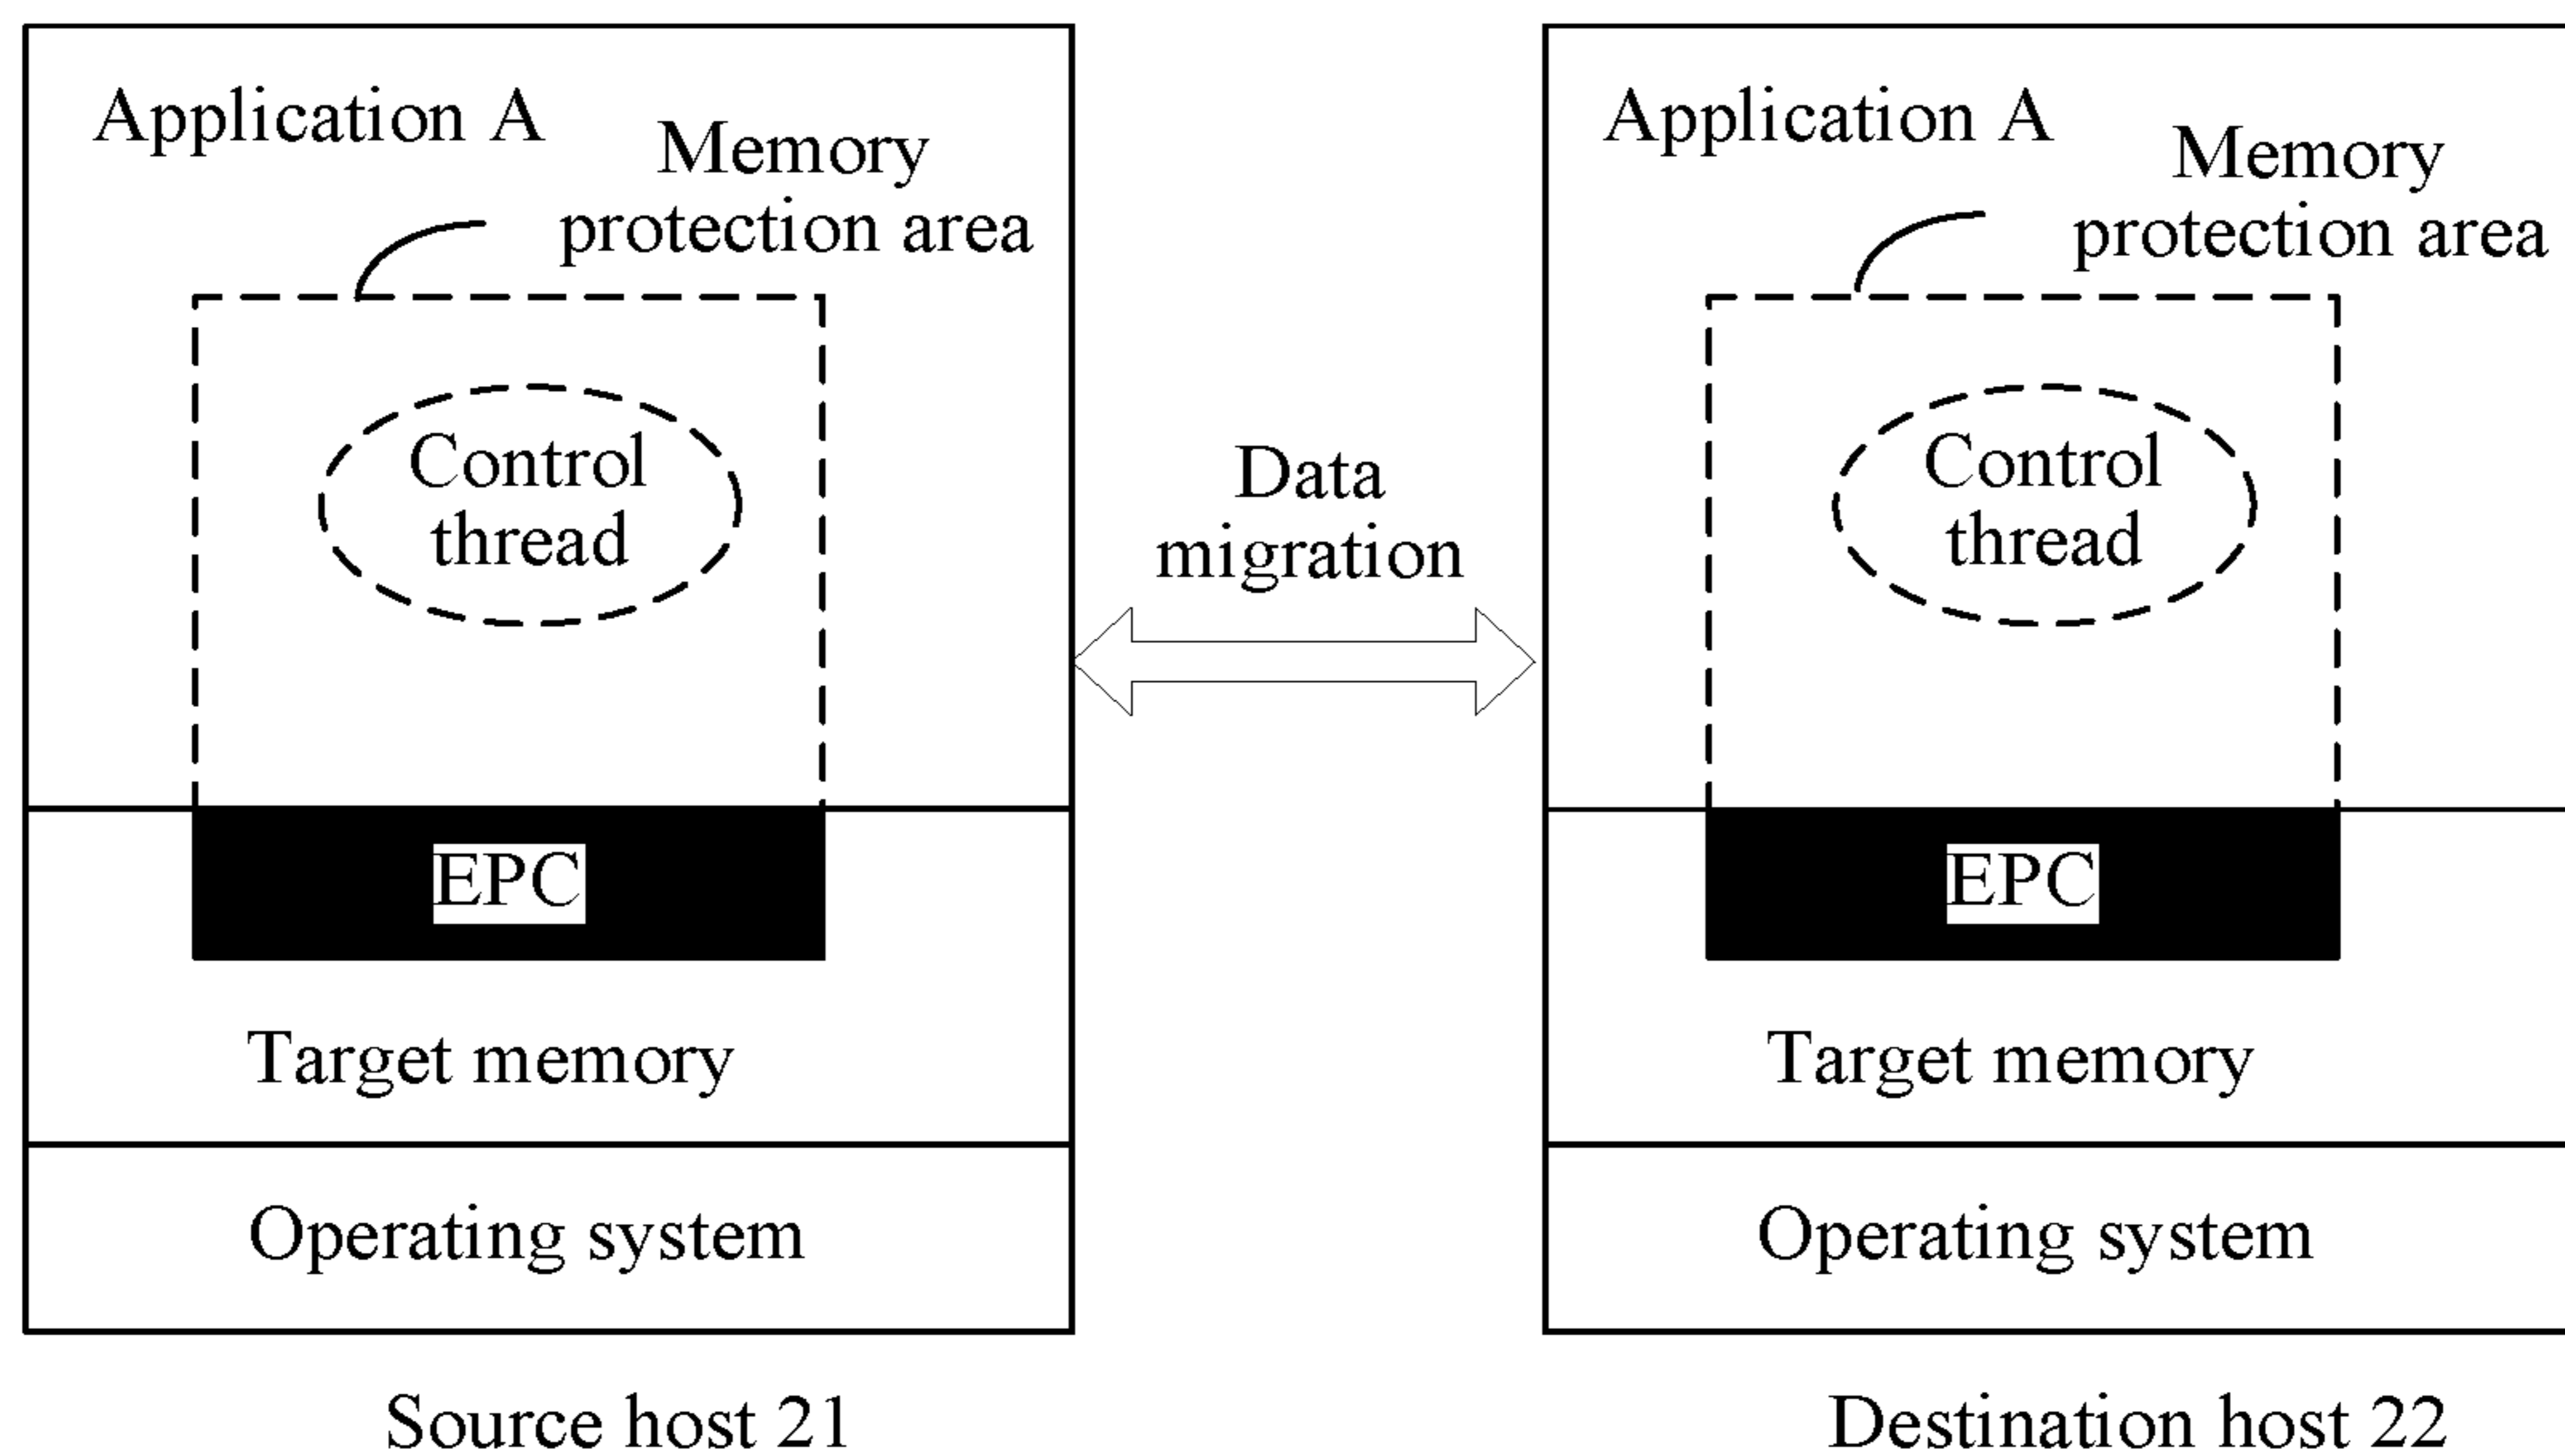 Application A
Memory
protection area
Control
thread
EPC
Target memory
Operating system
Source host 21
Data
migration
Application A
Memory
protection area
Control
thread
EPC
Target memory
Operating system
Destination host 22